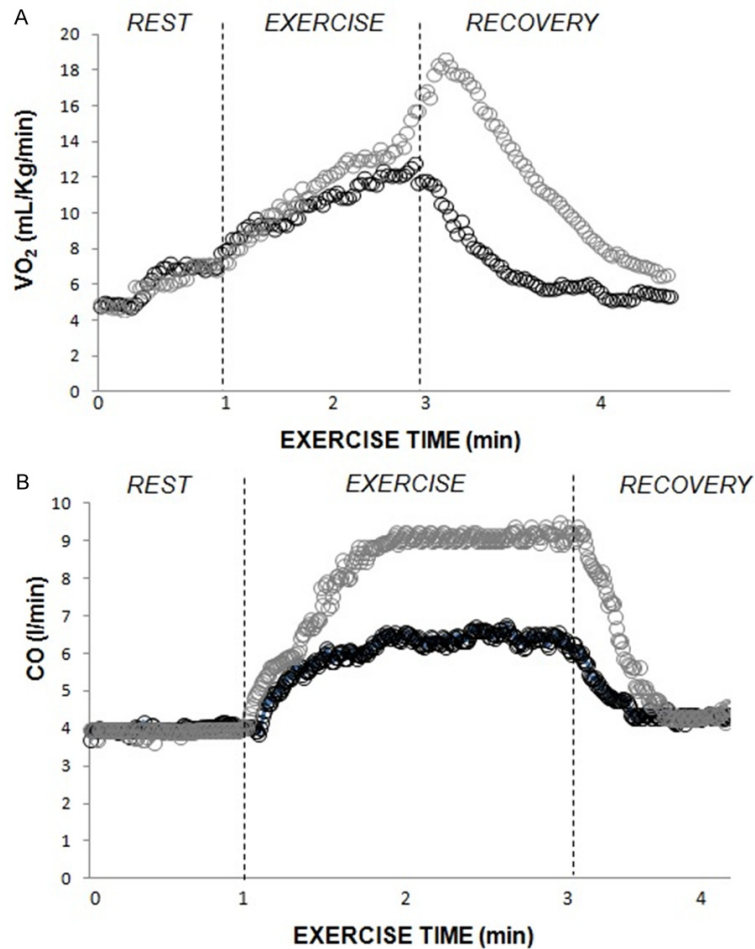 A
REST EXERCISE RECOVERY
20
18
16
14
12
10
8
6
4
2
0
VO₂ (mL/Kg/min)
0 1 2 3 4
EXERCISE TIME (min)
B
REST EXERCISE RECOVERY
10
9
8
7
6
5
4
3
2
1
0
CO (l/min)
0 1 2 3 4
EXERCISE TIME (min)